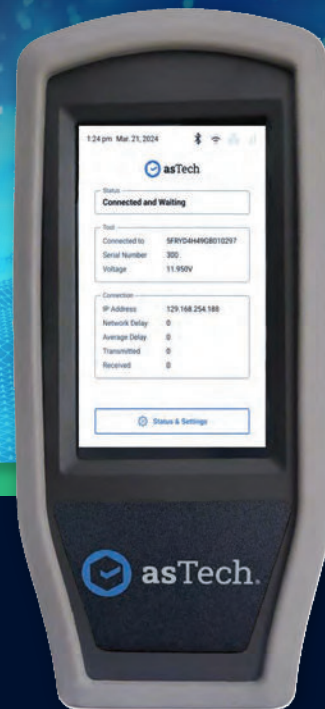 1:24 pm Mar. 21, 2024
asTech
Status
Connected and Waiting
Tool
Connected to 5FRYD4H49GB010297
Serial Number 300
Voltage 11.950V
Connection
IP Address 129.168.254.188
Network Delay 0
Average Delay 0
Transmitted 0
Received 0
Status & Settings
asTech.